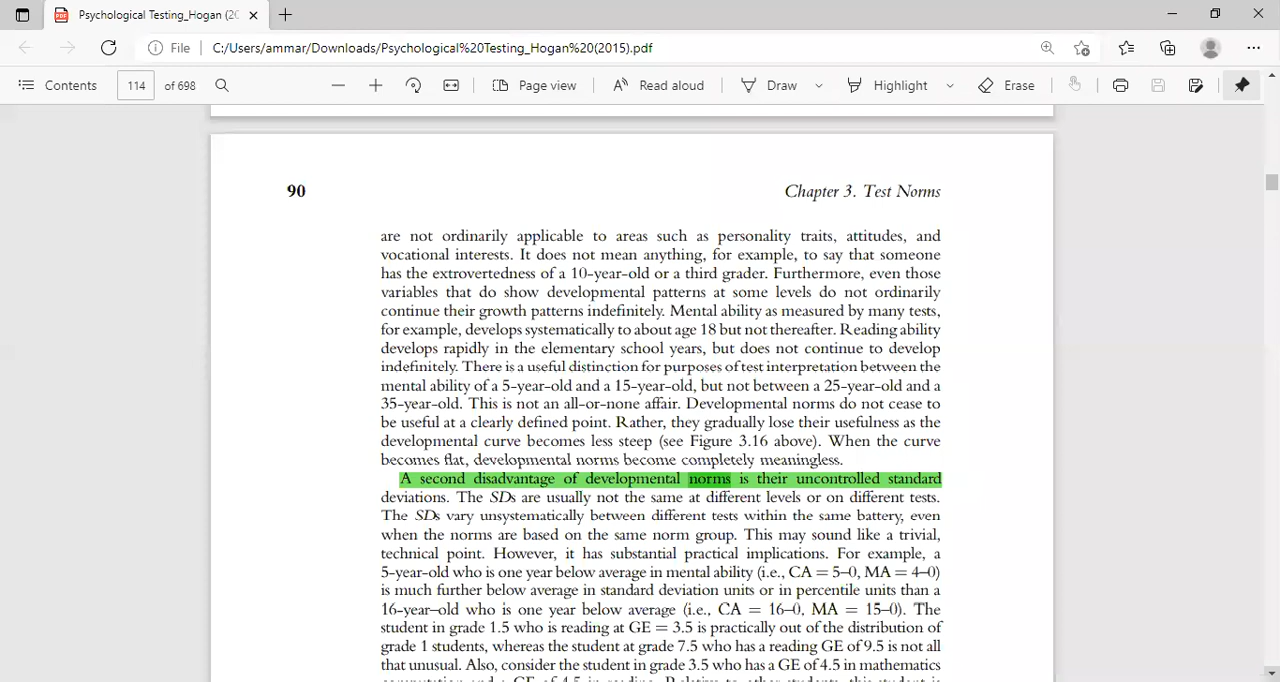 Psychological Testing_Hogan (20
File C:/Users/ammar/Downloads/Psychological%20Testing_Hogan%20(2015).pdf
Contents 114 of 698 Page view Read aloud Draw Highlight Erase
90 Chapter 3. Test Norms
are not ordinarily applicable to areas such as personality traits, attitudes, and
vocational interests. It does not mean anything, for example, to say that someone
has the extrovertedness of a 10-year-old or a third grader. Furthermore, even those
variables that do show developmental patterns at some levels do not ordinarily
continue their growth patterns indefinitely. Mental ability as measured by many tests,
for example, develops systematically to about age 18 but not thereafter. Reading ability
develops rapidly in the elementary school years, but does not continue to develop
indefinitely. There is a useful distinction for purposes of test interpretation between the
mental ability of a 5-year-old and a 15-year-old, but not between a 25-year-old and a
35-year-old. This is not an all-or-none affair. Developmental norms do not cease to
be useful at a clearly defined point. Rather, they gradually lose their usefulness as the
developmental curve becomes less steep (see Figure 3.16 above). When the curve
becomes flat, developmental norms become completely meaningless.
A second disadvantage of developmental norms is their uncontrolled standard
deviations. The SDs are usually not the same at different levels or on different tests.
The SDs vary unsystematically between different tests within the same battery, even
when the norms are based on the same norm group. This may sound like a trivial,
technical point. However, it has substantial practical implications. For example, a
5-year-old who is one year below average in mental ability (i.e., CA = 5–0, MA = 4–0)
is much further below average in standard deviation units or in percentile units than a
16-year–old who is one year below average (i.e., CA = 16–0, MA = 15–0). The
student in grade 1.5 who is reading at GE = 3.5 is practically out of the distribution of
grade 1 students, whereas the student at grade 7.5 who has a reading GE of 9.5 is not all
that unusual. Also, consider the student in grade 3.5 who has a GE of 4.5 in mathematics